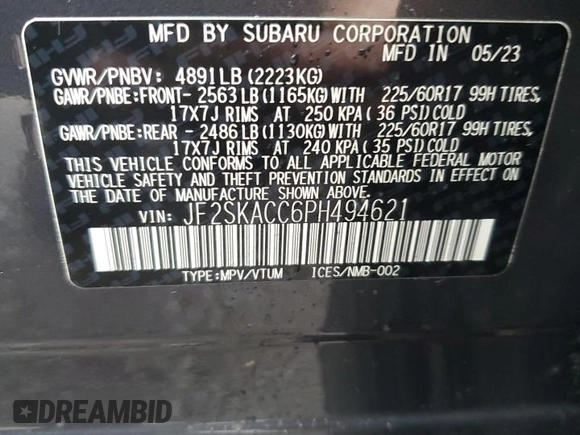 MFD BY SUBARU CORPORATION
MFD IN 05/23
GVWR/PNBV: 4891LB (2223KG)
GAWR/PNBE:FRONT- 2563LB (1165KG)WITH 225/60R17 99H TIRES,
17X7J RIMS AT 250 KPA ( 36 PSI)COLD
GAWR/PNBE: REAR - 2486LB (1130KG)WITH 225/60R17 99H TIRES,
17X7J RIMS AT 240 KPA ( 35 PSI)COLD
THIS VEHICLE CONFORMS TO ALL APPLICABLE FEDERAL MOTOR
VEHICLE SAFETY AND THEFT PREVENTION STANDARDS IN EFFECT
ON THE DATE OF MANUFACTURE SHOWN ABOVE.
VIN: JF2SKACC6PH494621
TYPE:MPV/VTUM ICES/NMB-002
DREAMBID